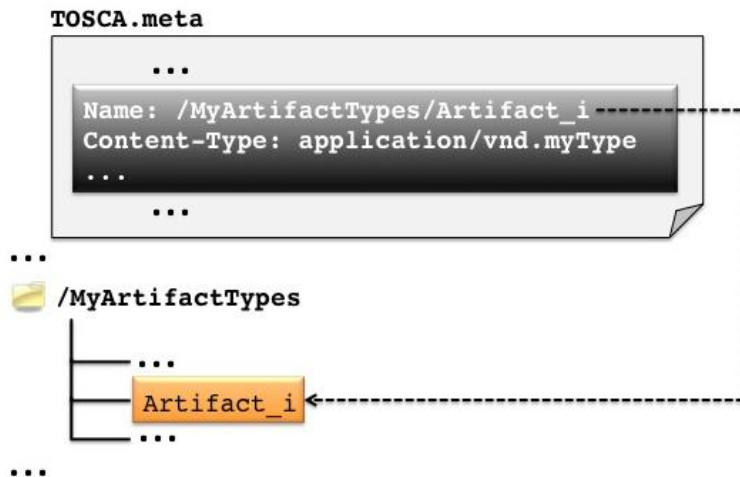 TOSCA.meta
...
Name: /MyArtifactTypes/Artifact_i
Content-Type: application/vnd.myType
...
...
...
/MyArtifactTypes
...
Artifact_i
...
...